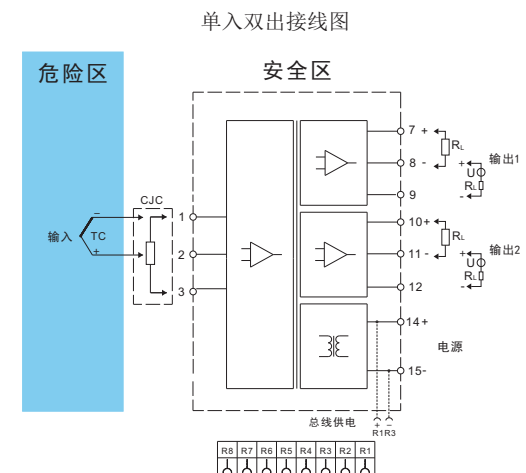 单入双出接线图
危险区
安全区
7 +
RL
8 -
输出1
+
U
RL
-
9
CJC
1
−
输入
TC
+
2
3
10+
RL
11 -
输出2
+
U
RL
-
12
14+
电源
15-
总线供电
+ −
R1R3
R8 R7 R6 R5 R4 R3 R2 R1